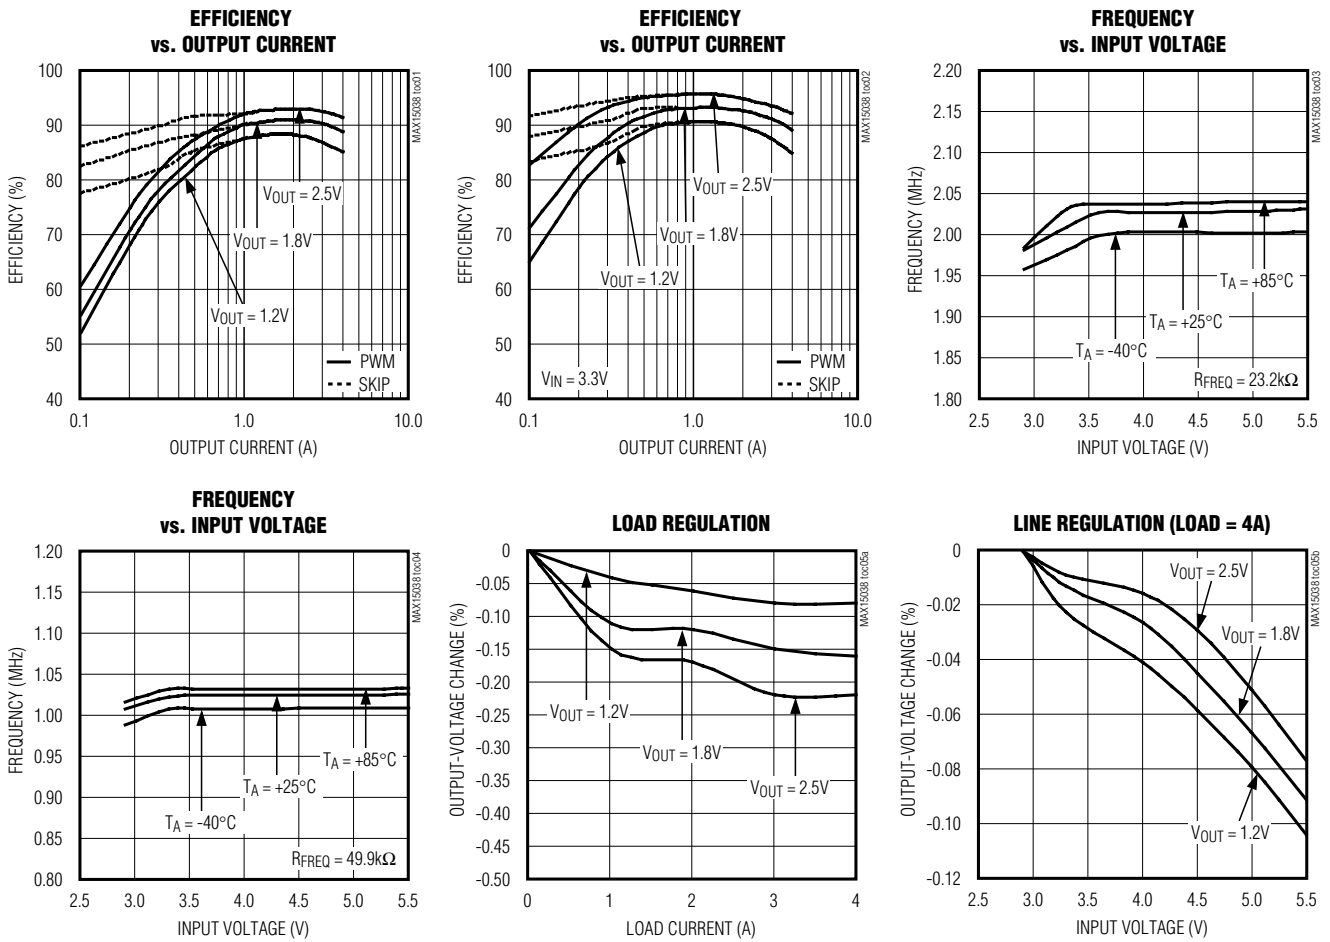 EFFICIENCY
vs. OUTPUT CURRENT
100
90
80
70
60
50
40
EFFICIENCY (%)
0.1
1.0
10.0
OUTPUT CURRENT (A)
VOUT = 2.5V
VOUT = 1.8V
VOUT = 1.2V
PWM
SKIP
MAX15038 toc01
EFFICIENCY
vs. OUTPUT CURRENT
100
90
80
70
60
50
40
EFFICIENCY (%)
0.1
1.0
10.0
OUTPUT CURRENT (A)
VOUT = 2.5V
VOUT = 1.8V
VOUT = 1.2V
VIN = 3.3V
PWM
SKIP
MAX15038 toc02
FREQUENCY
vs. INPUT VOLTAGE
2.20
2.15
2.10
2.05
2.00
1.95
1.90
1.85
1.80
FREQUENCY (MHz)
2.5
3.0
3.5
4.0
4.5
5.0
5.5
INPUT VOLTAGE (V)
TA = +85°C
TA = +25°C
TA = -40°C
RFREQ = 23.2kΩ
MAX15038 toc03
FREQUENCY
vs. INPUT VOLTAGE
1.20
1.15
1.10
1.05
1.00
0.95
0.90
0.85
0.80
FREQUENCY (MHz)
2.5
3.0
3.5
4.0
4.5
5.0
5.5
INPUT VOLTAGE (V)
TA = +85°C
TA = +25°C
TA = -40°C
RFREQ = 49.9kΩ
MAX15038 toc04
LOAD REGULATION
0
-0.05
-0.10
-0.15
-0.20
-0.25
-0.30
-0.35
-0.40
-0.45
-0.50
OUTPUT-VOLTAGE CHANGE (%)
0
1
2
3
4
LOAD CURRENT (A)
VOUT = 1.2V
VOUT = 1.8V
VOUT = 2.5V
MAX15038 toc05a
LINE REGULATION (LOAD = 4A)
0
-0.02
-0.04
-0.06
-0.08
-0.10
-0.12
OUTPUT-VOLTAGE CHANGE (%)
2.5
3.0
3.5
4.0
4.5
5.0
5.5
INPUT VOLTAGE (V)
VOUT = 2.5V
VOUT = 1.8V
VOUT = 1.2V
MAX15038 toc05b